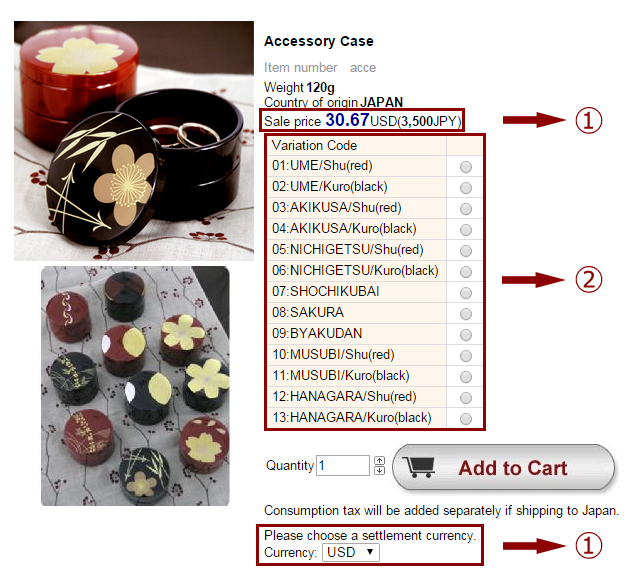 Accessory Case
Item number acce
Weight 120g
Country of origin JAPAN
Sale price 30.67USD(3,500JPY)
①
Variation Code
01:UME/Shu(red)
02:UME/Kuro(black)
03:AKIKUSA/Shu(red)
04:AKIKUSA/Kuro(black)
05:NICHIGETSU/Shu(red)
06:NICHIGETSU/Kuro(black)
②
07:SHOCHIKUBAI
08:SAKURA
09:BYAKUDAN
10:MUSUBI/Shu(red)
11:MUSUBI/Kuro(black)
12:HANAGARA/Shu(red)
13:HANAGARA/Kuro(black)
Quantity 1
Add to Cart
Consumption tax will be added separately if shipping to Japan.
Please choose a settlement currency.
Currency: USD
①